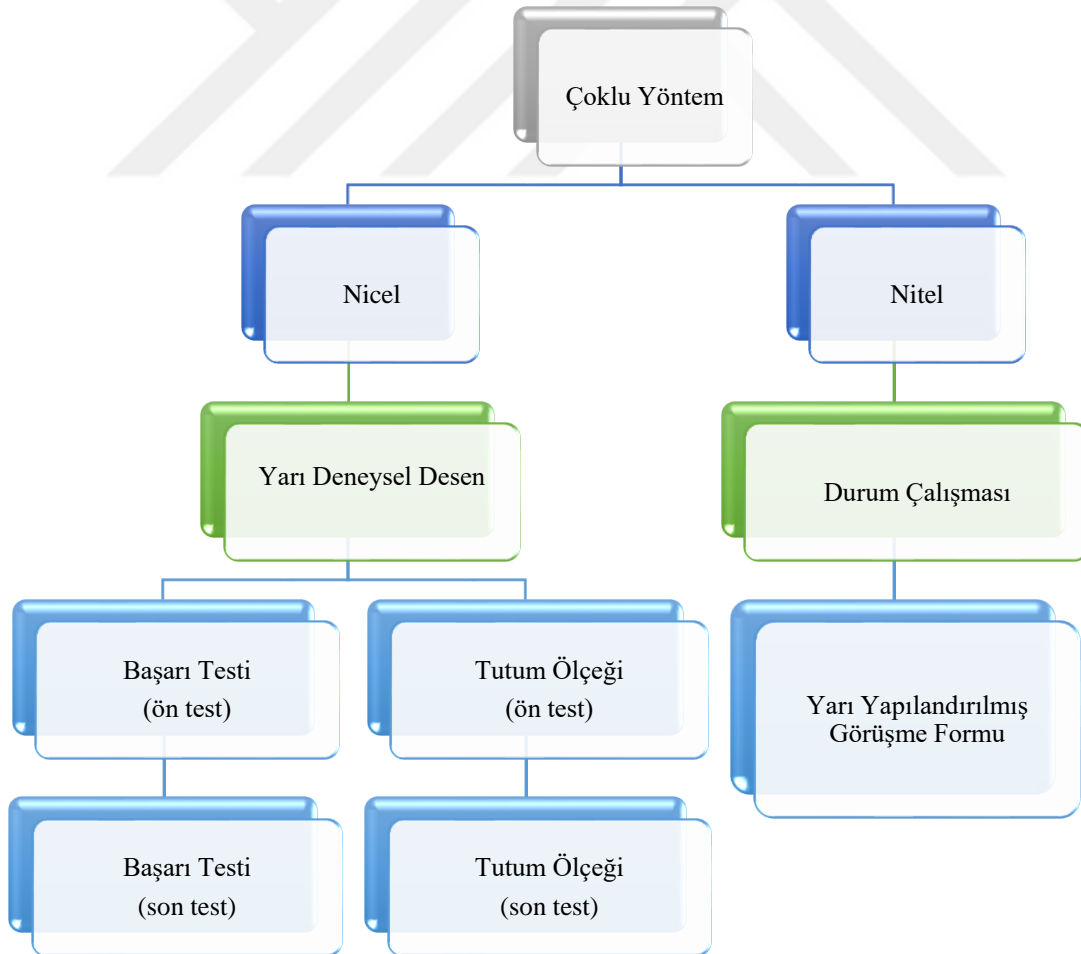 Çoklu Yöntem
Nicel
Nitel
Yarı Deneysel Desen
Durum Çalışması
Başarı Testi
(ön test)
Tutum Ölçeği
(ön test)
Yarı Yapılandırılmış
Görüşme Formu
Başarı Testi
(son test)
Tutum Ölçeği
(son test)